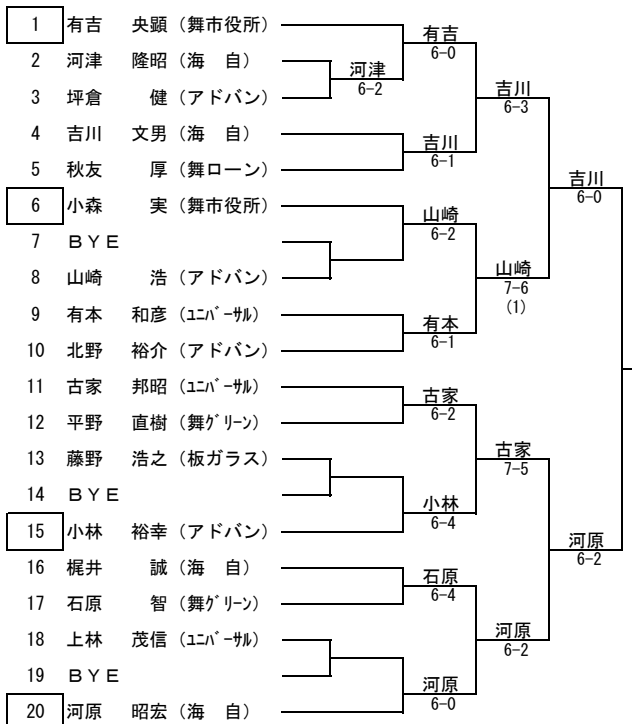 1 有吉 央顕 (舞市役所)
2 河津 隆昭 (海 自)
3 坪倉 健 (アドバン)
4 吉川 文男 (海 自)
5 秋友 厚 (舞ローン)
6 小森 実 (舞市役所)
7 BYE
8 山崎 浩 (アドバン)
9 有本 和彦 (ﾕﾆﾊﾞｰｻﾙ)
10 北野 裕介 (アドバン)
11 古家 邦昭 (ﾕﾆﾊﾞｰｻﾙ)
12 平野 直樹 (舞ｸﾞﾘｰﾝ)
13 藤野 浩之 (板ガラス)
14 BYE
15 小林 裕幸 (アドバン)
16 梶井 誠 (海 自)
17 石原 智 (舞ｸﾞﾘｰﾝ)
18 上林 茂信 (ﾕﾆﾊﾞｰｻﾙ)
19 BYE
20 河原 昭宏 (海 自)
河津
6-2
有吉
6-0
吉川
6-1
山崎
6-2
有本
6-1
古家
6-2
小林
6-4
石原
6-4
河原
6-0
吉川
6-3
山崎
7-6
(1)
古家
7-5
河原
6-2
吉川
6-0
河原
6-2